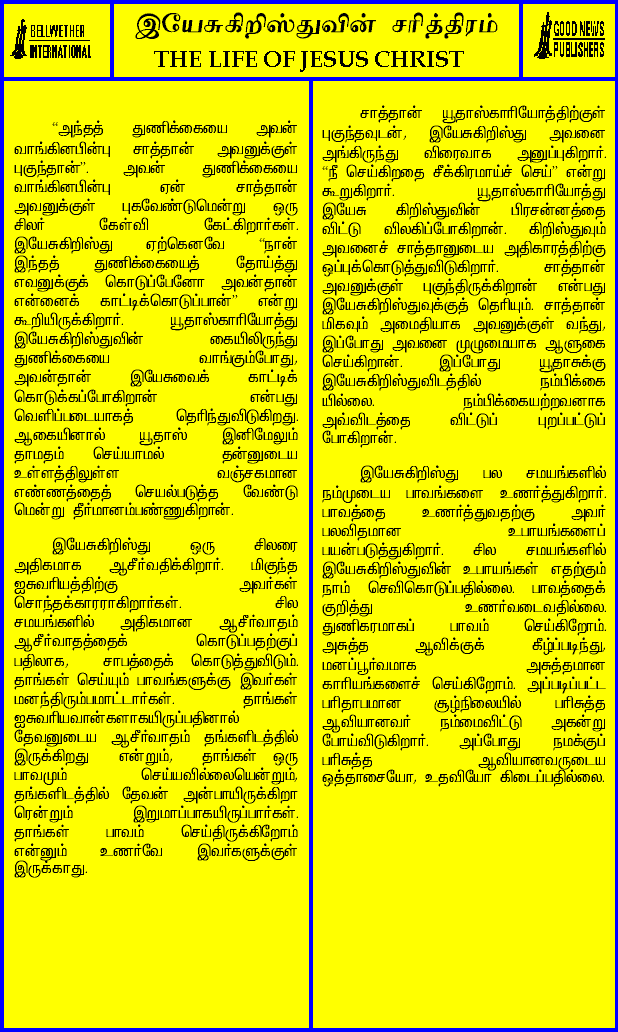 BELLWETHER
INTERNATIONAL
இயேசுகிறிஸ்துவின் சரித்திரம்
THE LIFE OF JESUS CHRIST
GOOD NEWS
PUBLISHERS
“அந்தத் துணிக்கையை அவன்
வாங்கினபின்பு சாத்தான் அவனுக்குள்
புகுந்தான்”. அவன் துணிக்கையை
வாங்கினபின்பு ஏன் சாத்தான்
அவனுக்குள் புகவேண்டுமென்று ஒரு
சிலர் கேள்வி கேட்கிறார்கள்.
இயேசுகிறிஸ்து ஏற்கெனவே “நான்
இந்தத் துணிக்கையைத் தோய்த்து
எவனுக்குக் கொடுப்பேனோ அவன்தான்
என்னைக் காட்டிக்கொடுப்பான்” என்று
கூறியிருக்கிறார். யூதாஸ்காரியோத்து
இயேசுகிறிஸ்துவின் கையிலிருந்து
துணிக்கையை வாங்கும்போது,
அவன்தான் இயேசுவைக் காட்டிக்
கொடுக்கப்போகிறான் என்பது
வெளிப்படையாகத் தெரிந்துவிடுகிறது.
ஆகையினால் யூதாஸ் இனிமேலும்
தாமதம் செய்யாமல் தன்னுடைய
உள்ளத்திலுள்ள வஞ்சகமான
எண்ணத்தைத் செயல்படுத்த வேண்டு
மென்று தீர்மானம்பண்ணுகிறான்.
இயேசுகிறிஸ்து ஒரு சிலரை
அதிகமாக ஆசீர்வதிக்கிறார். மிகுந்த
ஐசுவரியத்திற்கு அவர்கள்
சொந்தக்காரராகிறார்கள். சில
சமயங்களில் அதிகமான ஆசீர்வாதம்
ஆசீர்வாதத்தைக் கொடுப்பதற்குப்
பதிலாக, சாபத்தைக் கொடுத்துவிடும்.
தாங்கள் செய்யும் பாவங்களுக்கு இவர்கள்
மனந்திரும்பமாட்டார்கள். தாங்கள்
ஐசுவரியவான்களாகயிருப்பதினால்
தேவனுடைய ஆசீர்வாதம் தங்களிடத்தில்
இருக்கிறது என்றும், தாங்கள் ஒரு
பாவமும் செய்யவில்லையென்றும்,
தங்களிடத்தில் தேவன் அன்பாயிருக்கிறா
ரென்றும் இறுமாப்பாகயிருப்பார்கள்.
தாங்கள் பாவம் செய்திருக்கிறோம்
என்னும் உணர்வே இவர்களுக்குள்
இருக்காது.
சாத்தான் யூதாஸ்காரியோத்திற்குள்
புகுந்தவுடன், இயேசுகிறிஸ்து அவனை
அங்கிருந்து விரைவாக அனுப்புகிறார்.
“நீ செய்கிறதை சீக்கிரமாய்ச் செய்” என்று
கூறுகிறார். யூதாஸ்காரியோத்து
இயேசு கிறிஸ்துவின் பிரசன்னத்தை
விட்டு விலகிப்போகிறான். கிறிஸ்துவும்
அவனைச் சாத்தானுடைய அதிகாரத்திற்கு
ஒப்புக்கொடுத்துவிடுகிறார். சாத்தான்
அவனுக்குள் புகுந்திருக்கிறான் என்பது
இயேசுகிறிஸ்துவுக்குத் தெரியும். சாத்தான்
மிகவும் அமைதியாக அவனுக்குள் வந்து,
இப்போது அவனை முழுமையாக ஆளுகை
செய்கிறான். இப்போது யூதாசுக்கு
இயேசுகிறிஸ்துவிடத்தில் நம்பிக்கை
யில்லை. நம்பிக்கையற்றவனாக
அவ்விடத்தை விட்டுப் புறப்பட்டுப்
போகிறான்.
இயேசுகிறிஸ்து பல சமயங்களில்
நம்முடைய பாவங்களை உணர்த்துகிறார்.
பாவத்தை உணர்த்துவதற்கு அவர்
பலவிதமான உபாயங்களைப்
பயன்படுத்துகிறார். சில சமயங்களில்
இயேசுகிறிஸ்துவின் உபாயங்கள் எதற்கும்
நாம் செவிகொடுப்பதில்லை. பாவத்தைக்
குறித்து உணர்வடைவதில்லை.
துணிகரமாகப் பாவம் செய்கிறோம்.
அசுத்த ஆவிக்குக் கீழ்ப்படிந்து,
மனப்பூர்வமாக அசுத்தமான
காரியங்களைச் செய்கிறோம். அப்படிப்பட்ட
பரிதாபமான சூழ்நிலையில் பரிசுத்த
ஆவியானவர் நம்மைவிட்டு அகன்று
போய்விடுகிறார். அப்போது நமக்குப்
பரிசுத்த ஆவியானவருடைய
ஒத்தாசையோ, உதவியோ கிடைப்பதில்லை.